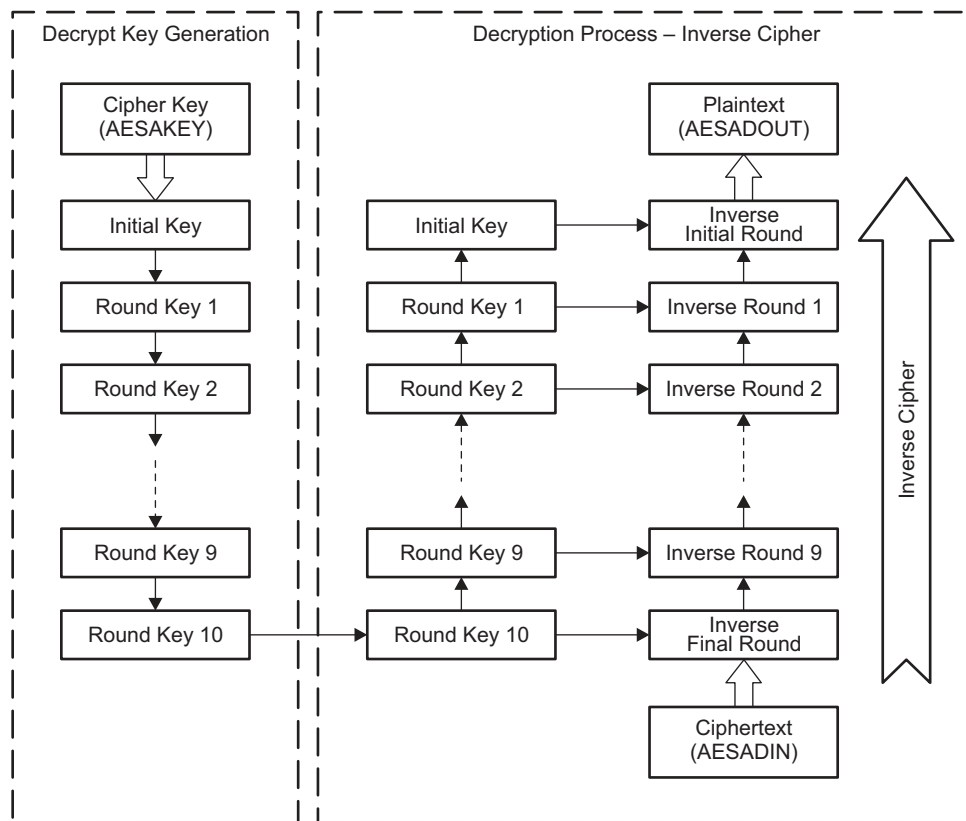 Decrypt Key Generation
Cipher Key
(AESAKEY)
Initial Key
Round Key 1
Round Key 2
Round Key 9
Round Key 10
Decryption Process – Inverse Cipher
Initial Key
Round Key 1
Round Key 2
Round Key 9
Round Key 10
Plaintext
(AESADOUT)
Inverse
Initial Round
Inverse Round 1
Inverse Round 2
Inverse Round 9
Inverse
Final Round
Ciphertext
(AESADIN)
Inverse Cipher